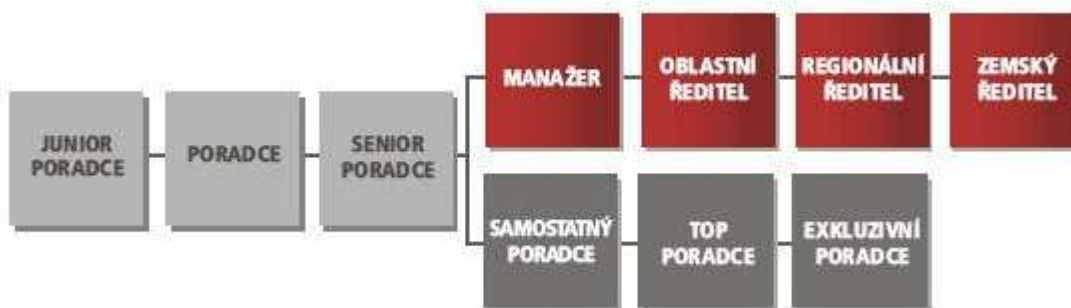 JUNIOR
PORADCE
PORADCE
SENIOR
PORADCE
MANAŽER
OBLASTNÍ
ŘEDITEL
REGIONÁLNÍ
ŘEDITEL
ZEMSKÝ
ŘEDITEL
SAMOSTATNÝ
PORADCE
TOP
PORADCE
EXKLUZIVNÍ
PORADCE